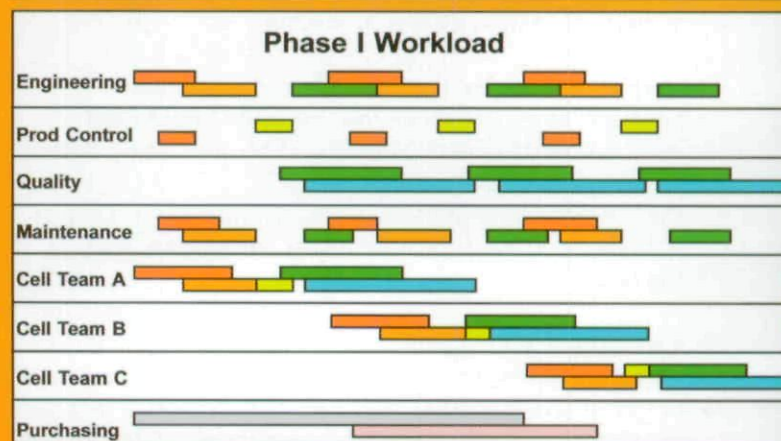 Phase I Workload
Engineering
Prod Control
Quality
Maintenance
Cell Team A
Cell Team B
Cell Team C
Purchasing